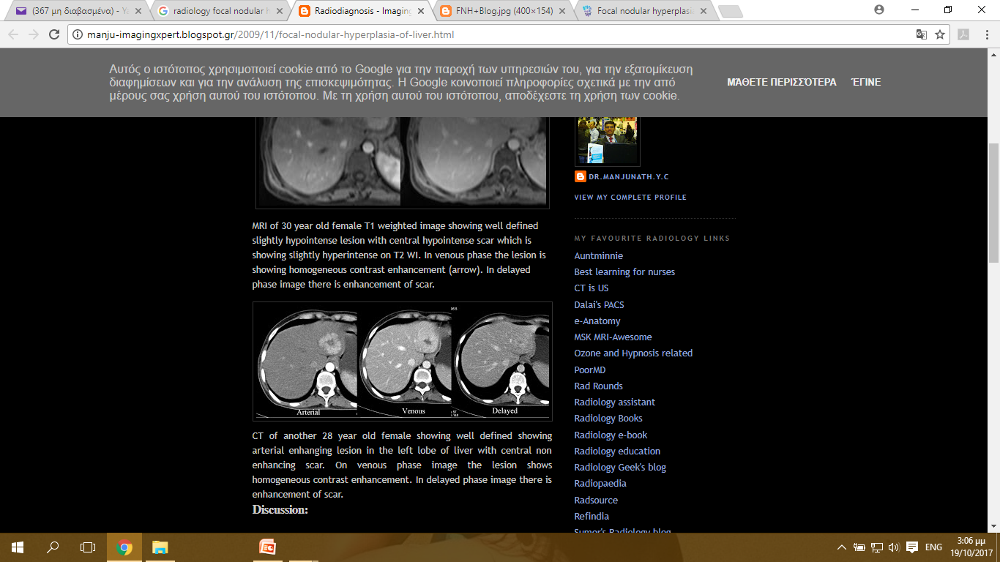 (367 μη διαβασμένα) - Ya
radiology focal nodular h
Radiodiagnosis - Imaging
FNH+Blog.jpg (400×154)
Focal nodular hyperplasia
manju-imagingxpert.blogspot.gr/2009/11/focal-nodular-hyperplasia-of-liver.html
Αυτός ο ιστότοπος χρησιμοποιεί cookie από το Google για την παροχή των υπηρεσιών του, για την εξατομίκευση
διαφημίσεων και για την ανάλυση της επισκεψιμότητας. Η Google κοινοποιεί πληροφορίες σχετικά με την από
μέρους σας χρήση αυτού του ιστότοπου. Με τη χρήση αυτού του ιστότοπου, αποδέχεστε τη χρήση των cookie.
ΜΆΘΕΤΕ ΠΕΡΙΣΣΌΤΕΡΑ ΈΓΙΝΕ
MRI of 30 year old female T1 weighted image showing well defined
slightly hypointense lesion with central hypointense scar which is
showing slightly hyperintense on T2 WI. In venous phase the lesion is
showing homogeneous contrast enhancement (arrow). In delayed
phase image there is enhancement of scar.
Arterial
Venous
Delayed
CT of another 28 year old female showing well defined showing
arterial enhanging lesion in the left lobe of liver with central non
enhancing scar. On venous phase image the lesion shows
homogeneous contrast enhancement. In delayed phase image there is
enhancement of scar.
Discussion:
DR.MANJUNATH.Y.C
VIEW MY COMPLETE PROFILE
MY FAVOURITE RADIOLOGY LINKS
Auntminnie
Best learning for nurses
CT is US
Dalai's PACS
e-Anatomy
MSK MRI-Awesome
Ozone and Hypnosis related
PoorMD
Rad Rounds
Radiology assistant
Radiology Books
Radiology e-book
Radiology education
Radiology Geek's blog
Radiopaedia
Radsource
Refindia
Sumer's Radiology blog
ENG
3:06 μμ
19/10/2017